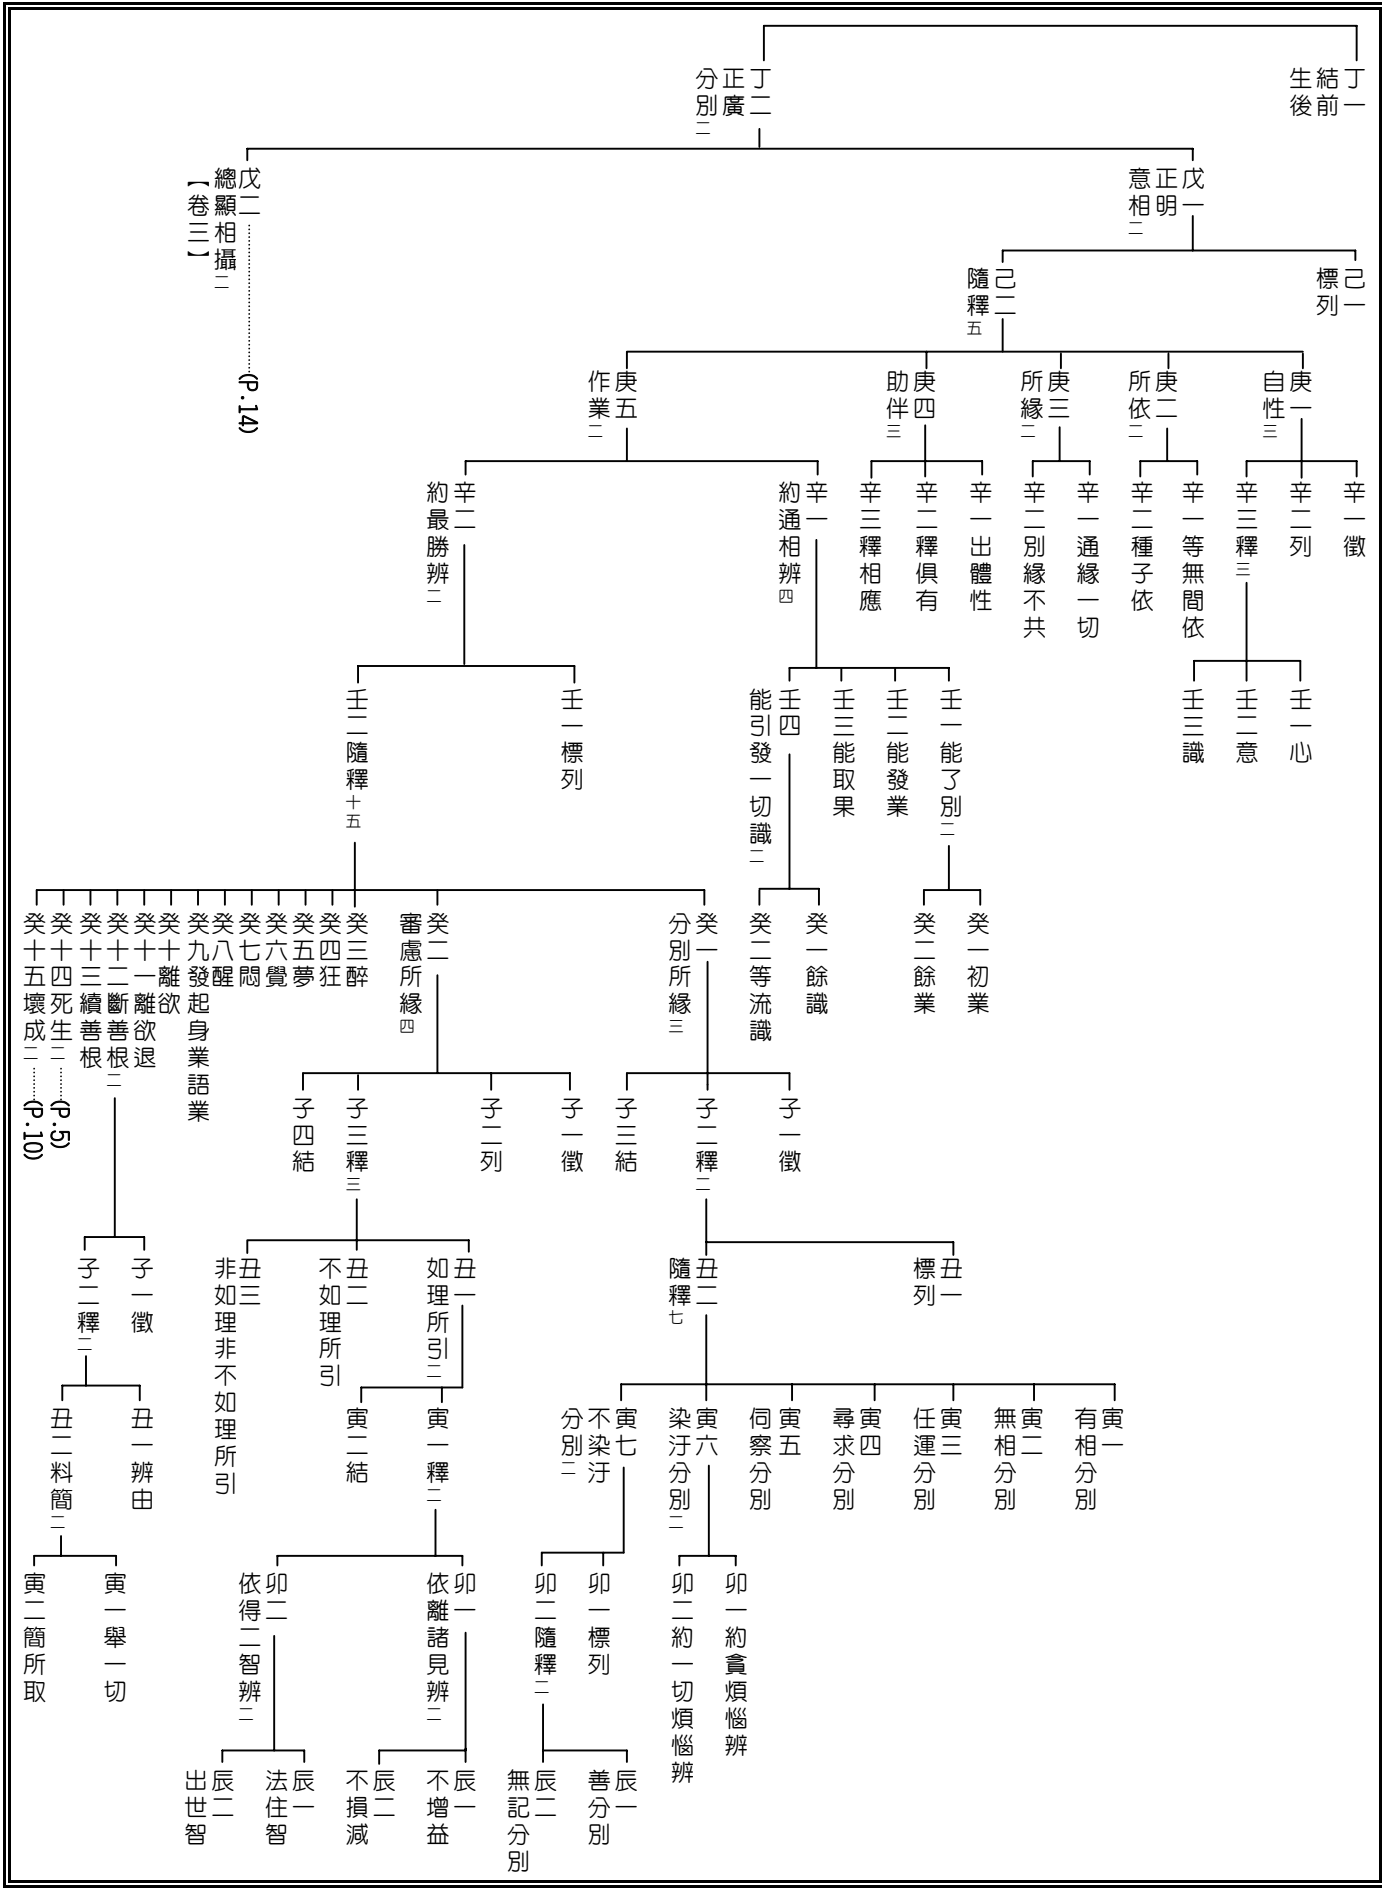 丁一
結前
生後
丁二
正廣
分別二
戊一
正明
意相二
戊二
總顯相攝二
【卷三】
(P.14)
己一
標列
己二
隨釋五
庚一
自性三
庚二
所依二
庚三
所緣二
庚四
助伴三
庚五
作業二
辛一徵
辛二列
辛三釋三
辛一等無間依
辛二種子依
辛一通緣一切
辛二別緣不共
辛一出體性
辛二釋俱有
辛三釋相應
辛一
約通相辨四
辛二
約最勝辨二
壬一心
壬二意
壬三識
壬一能了別二
壬二能發業
壬三能取果
壬四
能引發一切識二
壬一標列
壬二隨釋十五
癸一初業
癸二餘業
癸一餘識
癸二等流識
癸一
分別所緣三
癸二
審慮所緣四
癸三醉
癸四狂
癸五夢
癸六覺
癸七悶
癸八醒
癸九發起身業語業
癸十離欲
癸十一離欲退
癸十二斷善根二
癸十三續善根
癸十四死生二
(P.5)
癸十五壞成二
(P.10)
子一徵
子二釋二
子三結
子一徵
子二列
子三釋三
子四結
子一徵
子二釋二
丑一
標列
丑二
隨釋七
丑一
如理所引二
丑二
不如理所引
丑三
非如理非不如理所引
丑一辨由
丑二料簡二
寅一
有相分別
寅二
無相分別
寅三
任運分別
寅四
尋求分別
寅五
伺察分別
寅六
染汙分別二
寅七
不染汙
分別二
寅一釋二
寅二結
寅一舉一切
寅二簡所取
卯一約貪煩惱辨
卯二約一切煩惱辨
卯一標列
卯二隨釋二
卯一
依離諸見辨二
卯二
依得二智辨二
辰一
善分別
辰二
無記分別
辰一
不增益
辰二
不損減
辰一
法住智
辰二
出世智